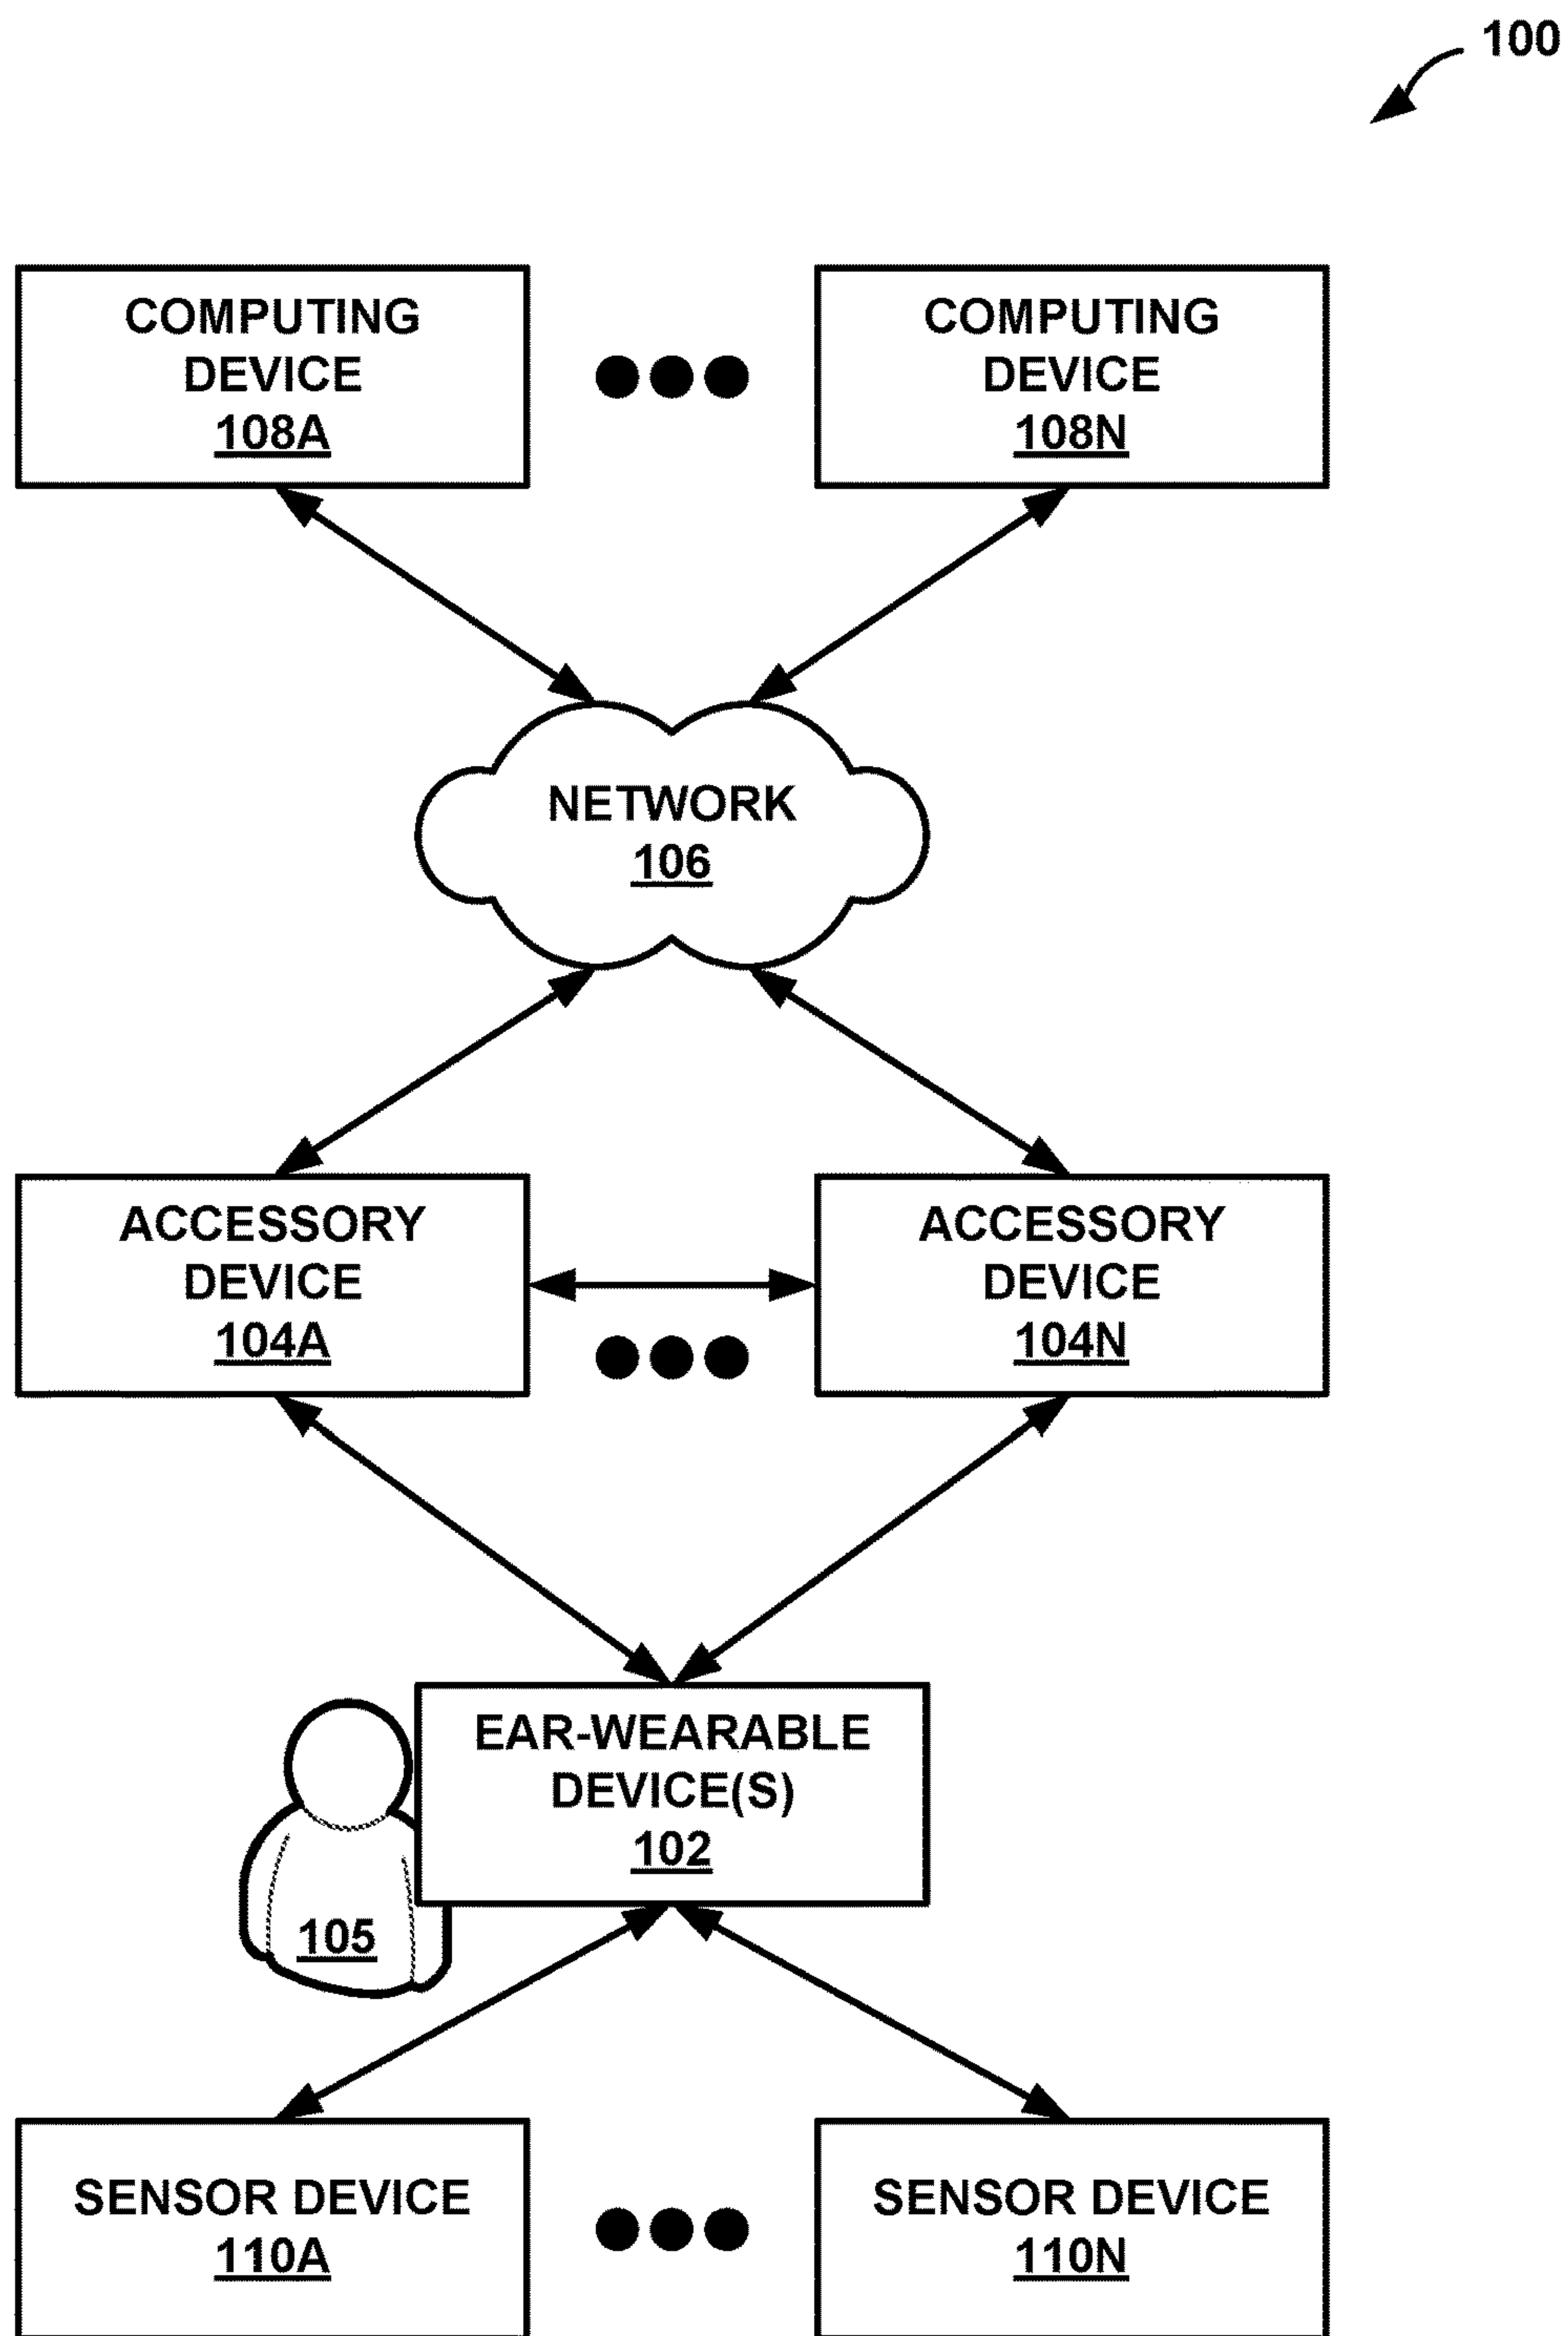 100
COMPUTING
DEVICE
108A
COMPUTING
DEVICE
108N
NETWORK
106
ACCESSORY
DEVICE
104A
ACCESSORY
DEVICE
104N
EAR-WEARABLE
DEVICE(S)
102
105
SENSOR DEVICE
110A
SENSOR DEVICE
110N